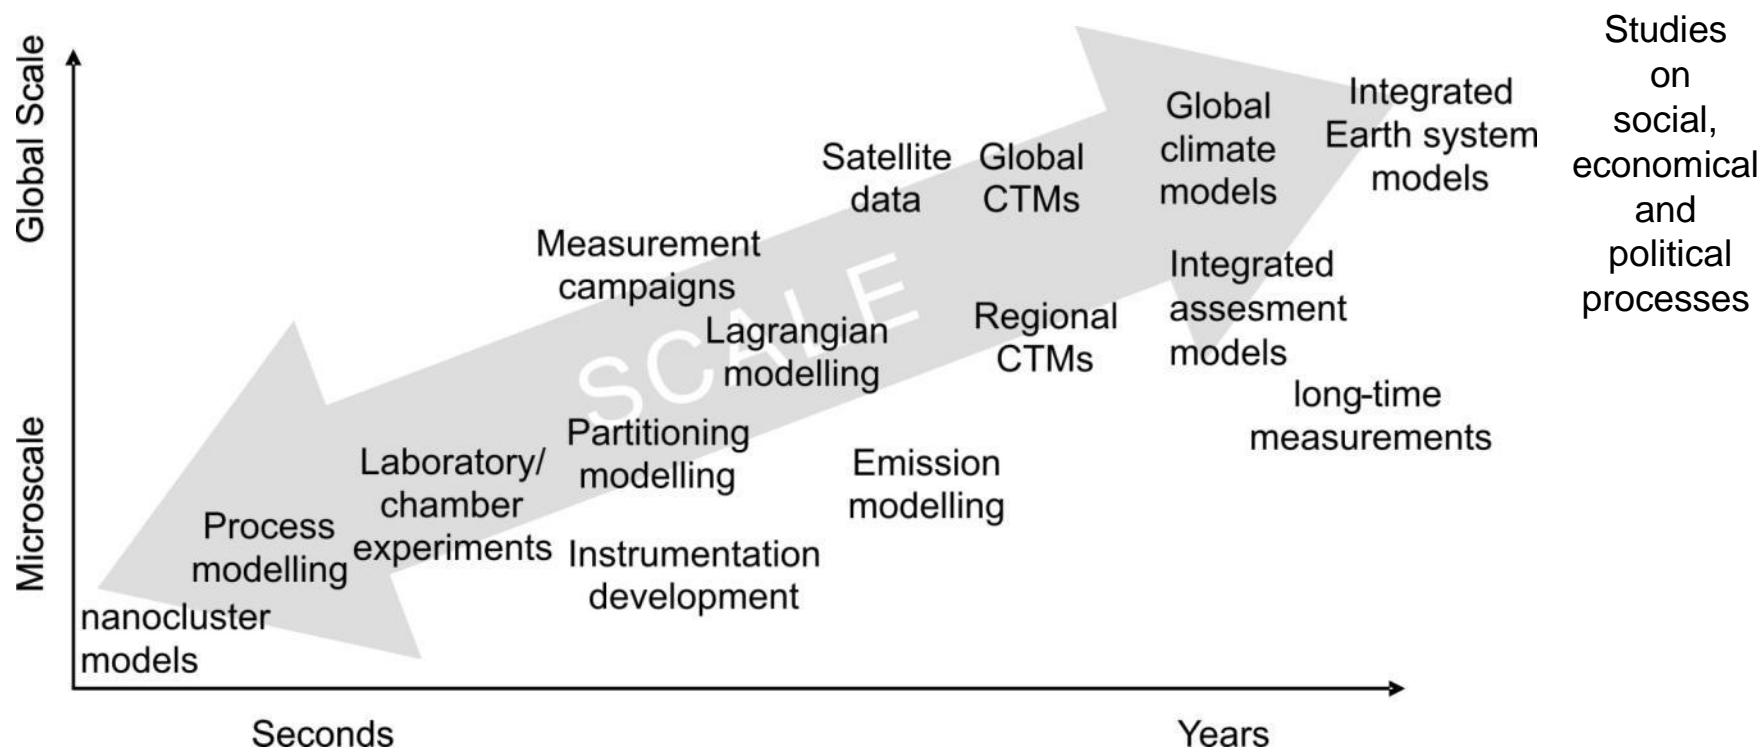 Global Scale
Microscale
Studies
on
social,
economical
and
political
processes
Integrated
Earth system
models
Global
climate
models
Satellite
data
Global
CTMs
Measurement
campaigns
SCALE
Lagrangian
modelling
Regional
CTMs
Integrated
assesment
models
long-time
measurements
Partitioning
modelling
Laboratory/
chamber
experiments
Emission
modelling
Process
modelling
Instrumentation
development
nanocluster
models
Seconds
Years